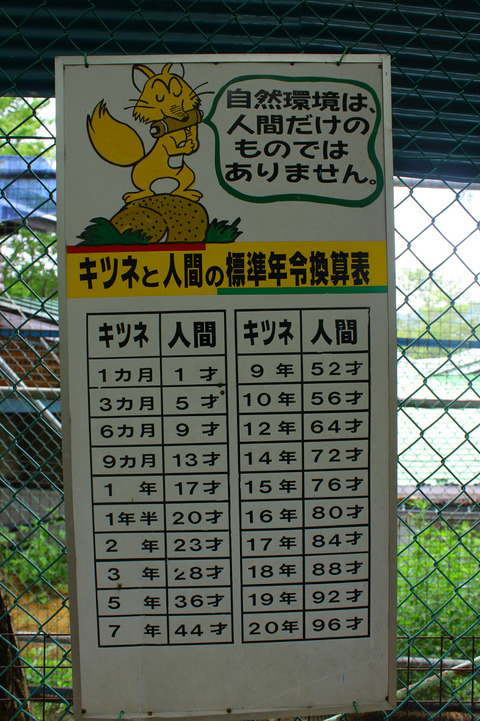 自然環境は、
人間だけの
ものでは
ありません。
キツネと人間の標準年令換算表
キツネ 人間
1カ月 1才
3カ月 5才
6カ月 9才
9カ月 13才
1年 17才
1年半 20才
2年 23才
3年 28才
5年 36才
7年 44才
キツネ 人間
9年 52才
10年 56才
12年 64才
14年 72才
15年 76才
16年 80才
17年 84才
18年 88才
19年 92才
20年 96才